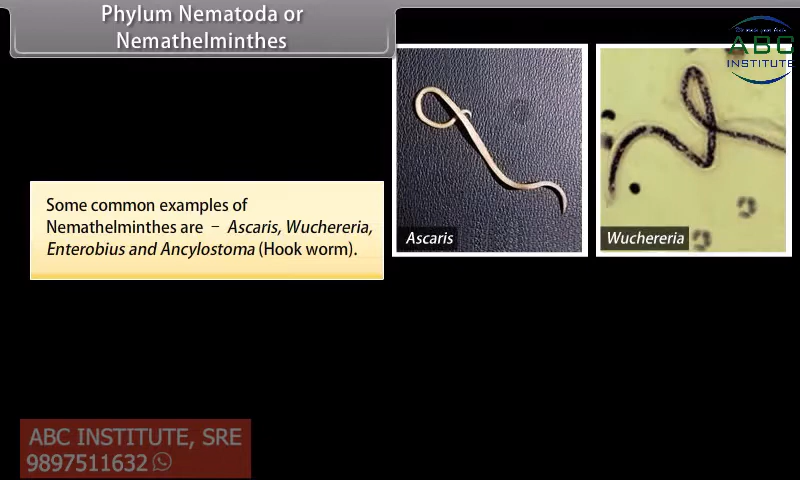 Phylum Nematoda or
Nemathelminthes
ABC
INSTITUTE
Some common examples of
Nemathelminthes are – Ascaris, Wuchereria,
Enterobius and Ancylostoma (Hook worm).
Ascaris
Wuchereria
ABC INSTITUTE, SRE
9897511632